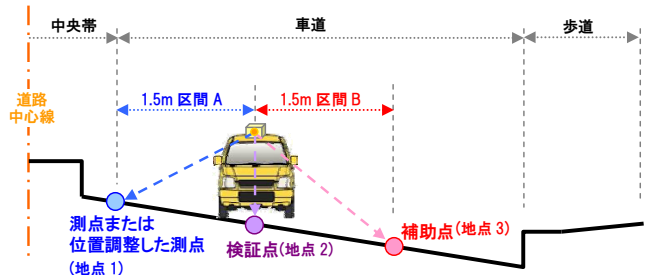 中央帯
車道
歩道
道路
中心線
1.5m 区間 A
1.5m 区間 B
測点または
位置調整した測点
(地点 1)
検証点(地点 2)
補助点(地点 3)